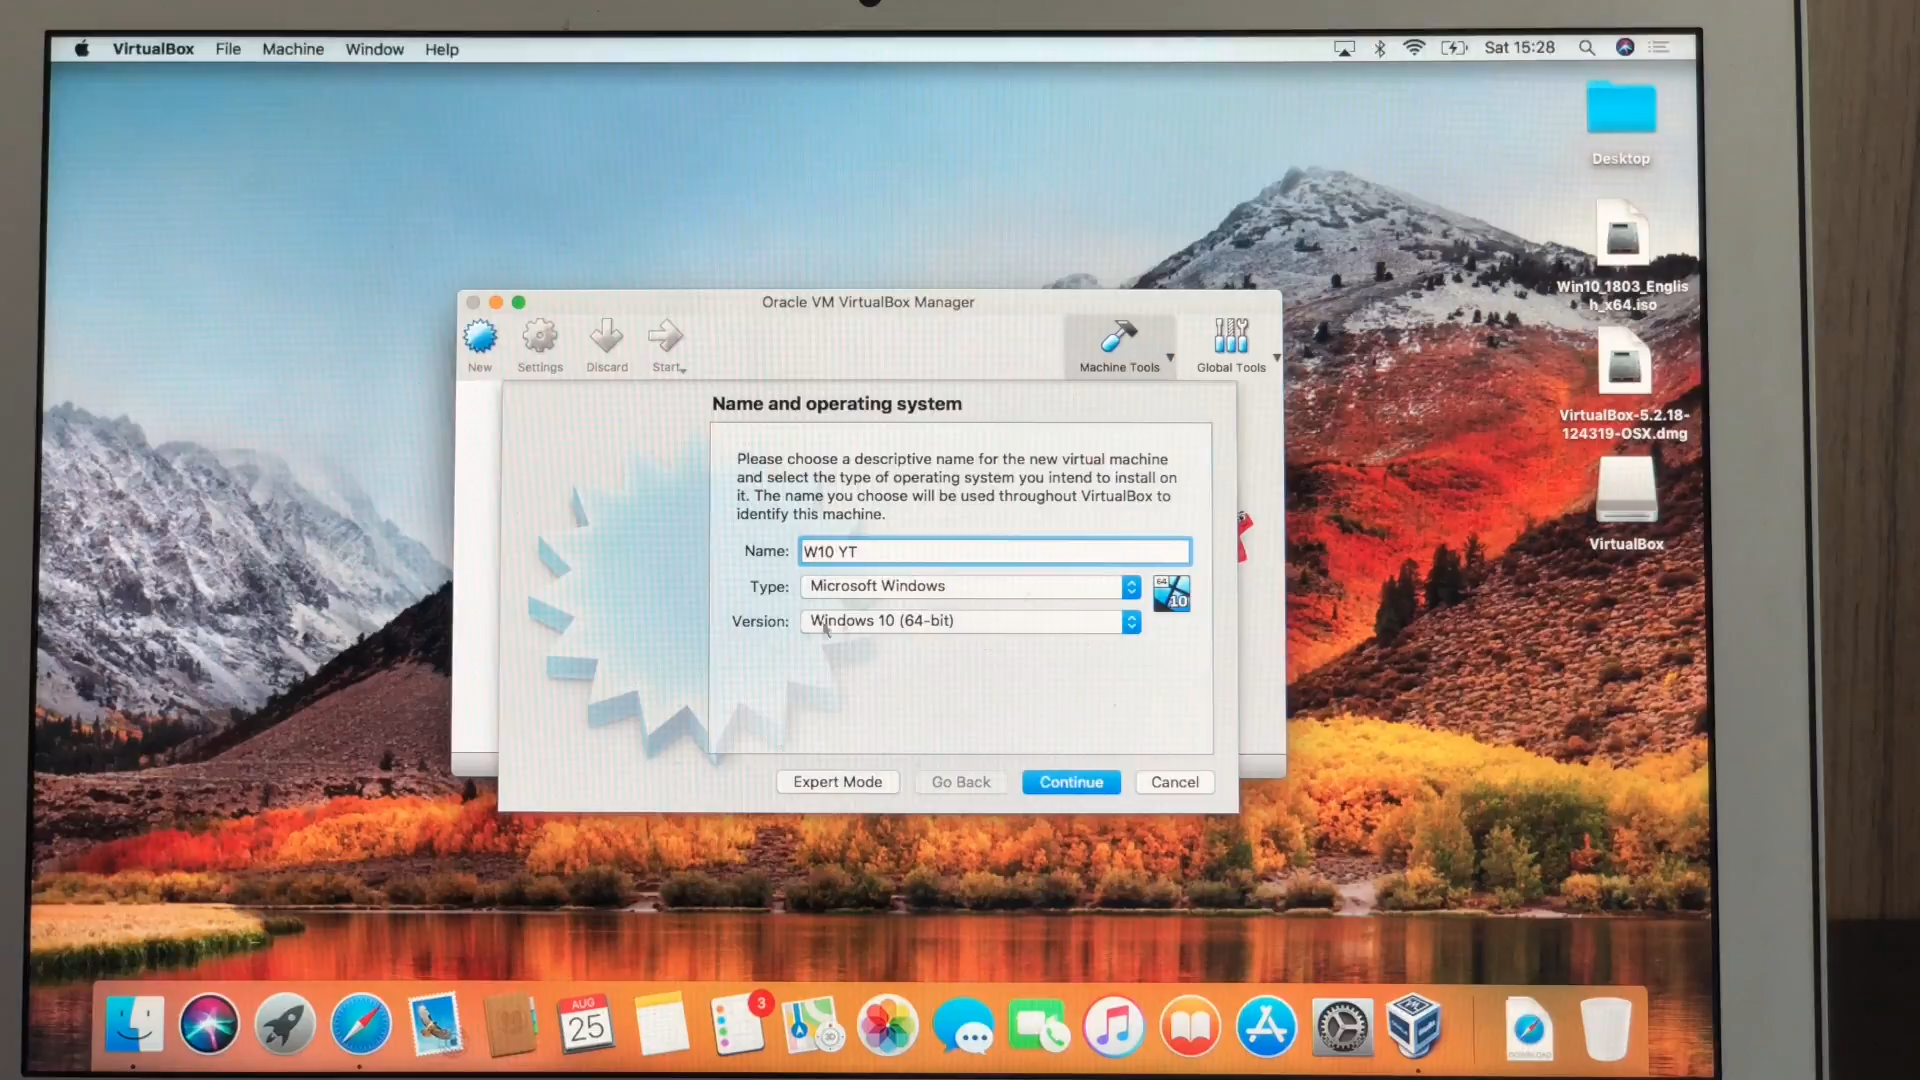 VirtualBox File Machine Window Help
Sat 15:28
Desktop
Win10_1803_Englis
h_x64.iso
VirtualBox-5.2.18-
124319-OSX.dmg
VirtualBox
Oracle VM VirtualBox Manager
New Settings Discard Start Machine Tools Global Tools
Name and operating system
Please choose a descriptive name for the new virtual machine
and select the type of operating system you intend to install on
it. The name you choose will be used throughout VirtualBox to
identify this machine.
Name: W10 YT
Type: Microsoft Windows
64
10
Version: Windows 10 (64-bit)
Expert Mode Go Back Continue Cancel
AUG
25
3
3D